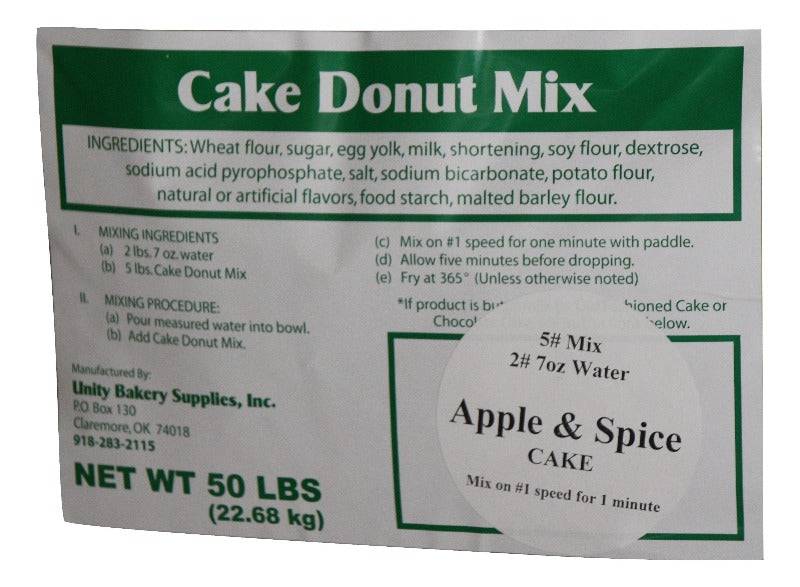 Cake Donut Mix
INGREDIENTS: Wheat flour, sugar, egg yolk, milk, shortening, soy flour, dextrose,
sodium acid pyrophosphate, salt, sodium bicarbonate, potato flour,
natural or artificial flavors, food starch, malted barley flour.
I. MIXING INGREDIENTS
(a) 2 lbs. 7 oz. water
(b) 5 lbs. Cake Donut Mix
II. MIXING PROCEDURE:
(a) Pour measured water into bowl.
(b) Add Cake Donut Mix.
(c) Mix on #1 speed for one minute with paddle.
(d) Allow five minutes before dropping.
(e) Fry at 365° (Unless otherwise noted)
*If product is Cake or
below.
Manufactured By:
Unity Bakery Supplies, Inc.
P.O. Box 130
Claremore, OK 74018
918-283-2115
NET WT 50 LBS
(22.68 kg)
5# Mix
2# 7oz Water
Apple & Spice
CAKE
Mix on #1 speed for 1 minute